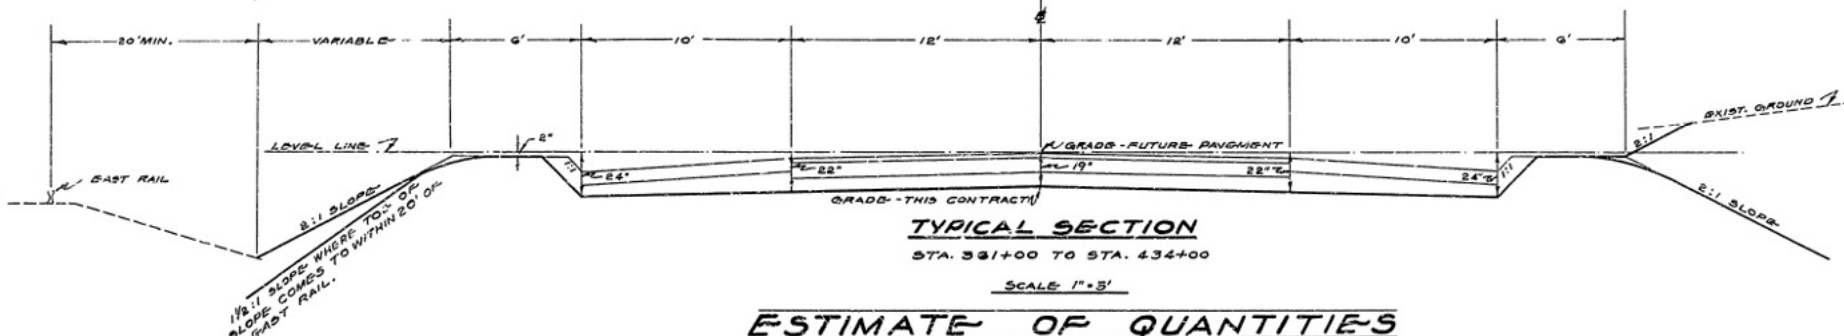 ℄
20' MIN. VARIABLE 6' 10' 12' 12' 10' 6'
EXIST. GROUND
2:1
LEVEL LINE 2" GRADE - FUTURE PAVEMENT
EAST RAIL 1:1 24" 22" 19" 22" 24" 1:1
2:1 SLOPE GRADE - THIS CONTRACT 2:1 SLOPE
1½:1 SLOPE WHERE TOE OF
SLOPE COMES TO WITHIN 20' OF
EAST RAIL.
TYPICAL SECTION
STA. 361+00 TO STA. 434+00
SCALE 1"=5'
ESTIMATE OF QUANTITIES